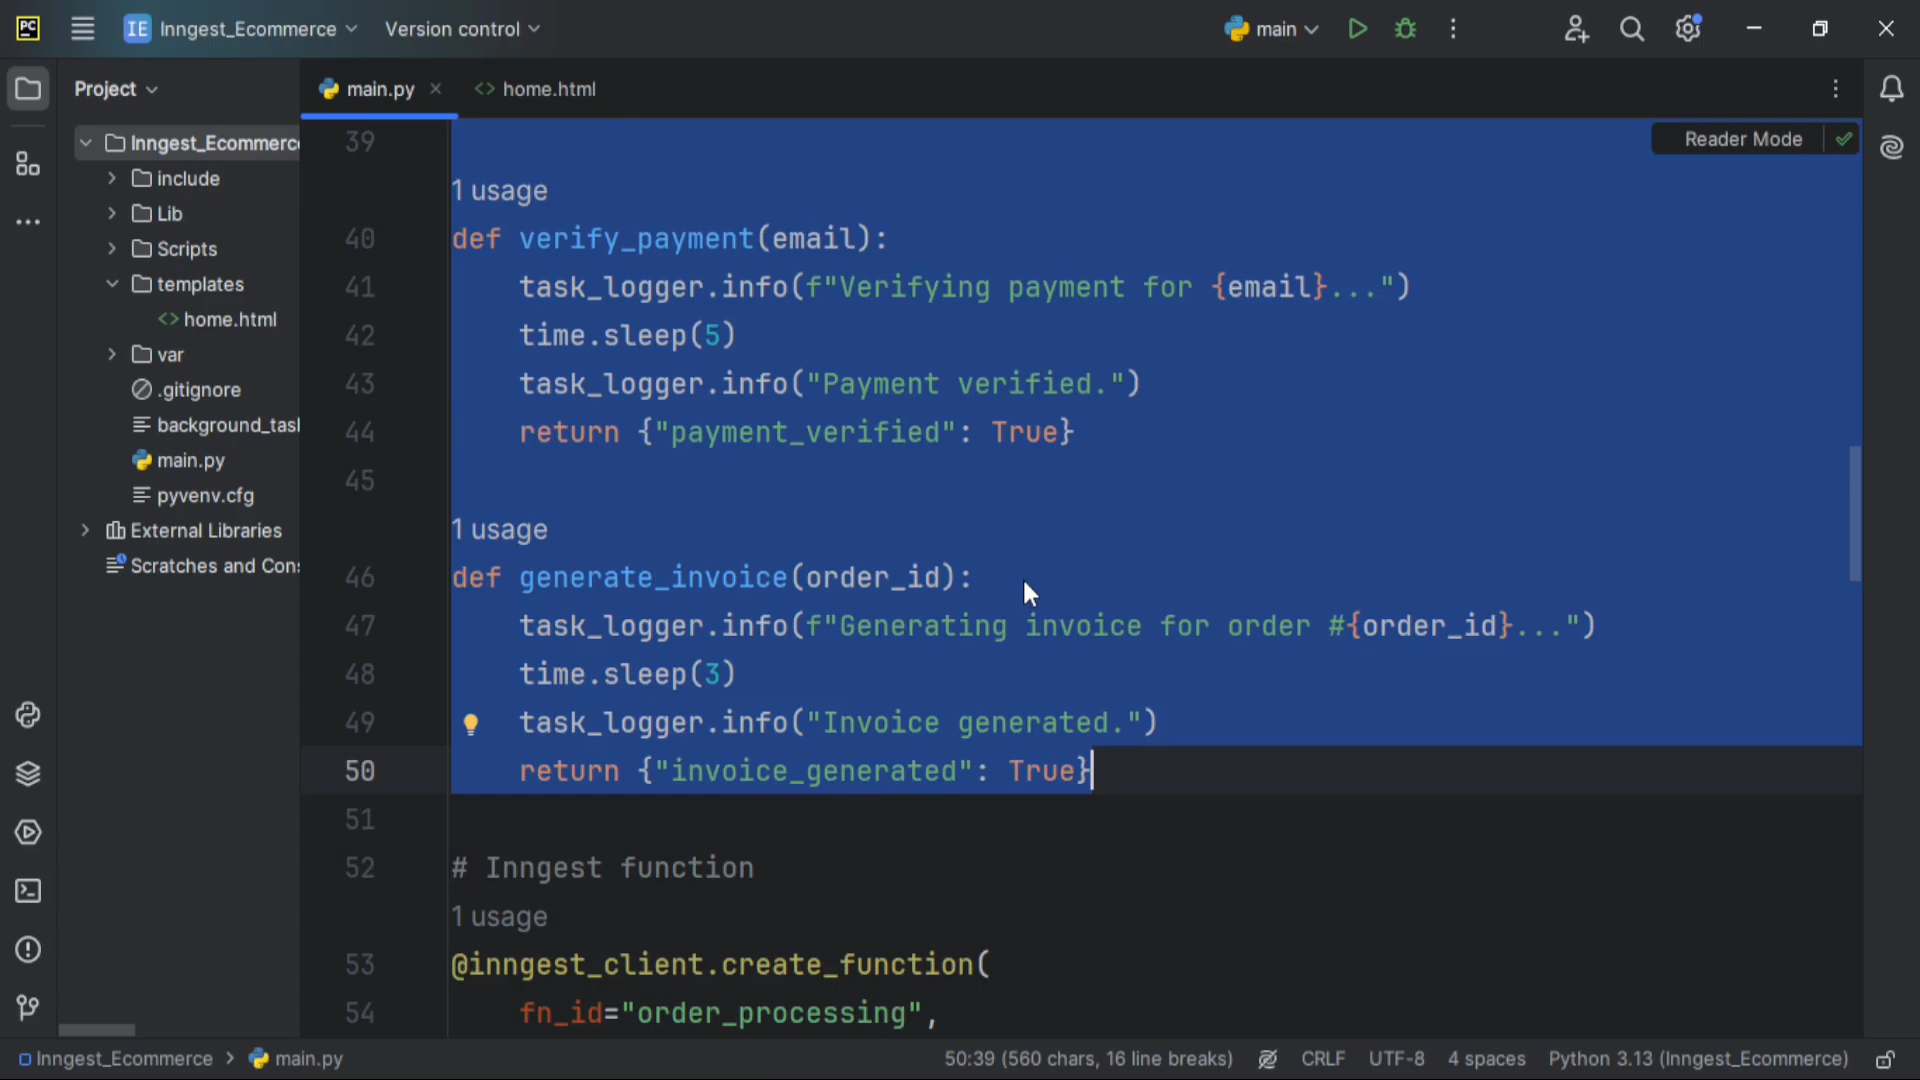 PC
IE Inngest_Ecommerce
Version control
main
Project
main.py
home.html
Inngest_Ecommerc
include
Lib
Scripts
templates
home.html
var
.gitignore
background_tas
main.py
pyvenv.cfg
External Libraries
Scratches and Con
Reader Mode
39
1 usage
40 def verify_payment(email):
41 task_logger.info(f"Verifying payment for {email}...")
42 time.sleep(5)
43 task_logger.info("Payment verified.")
44 return {"payment_verified": True}
45
1 usage
46 def generate_invoice(order_id):
47 task_logger.info(f"Generating invoice for order #{order_id}...")
48 time.sleep(3)
49 task_logger.info("Invoice generated.")
50 return {"invoice_generated": True}
51
52 # Inngest function
1 usage
53 @inngest_client.create_function(
54 fn_id="order_processing",
Inngest_Ecommerce > main.py
50:39 (560 chars, 16 line breaks) CRLF UTF-8 4 spaces Python 3.13 (Inngest_Ecommerce)